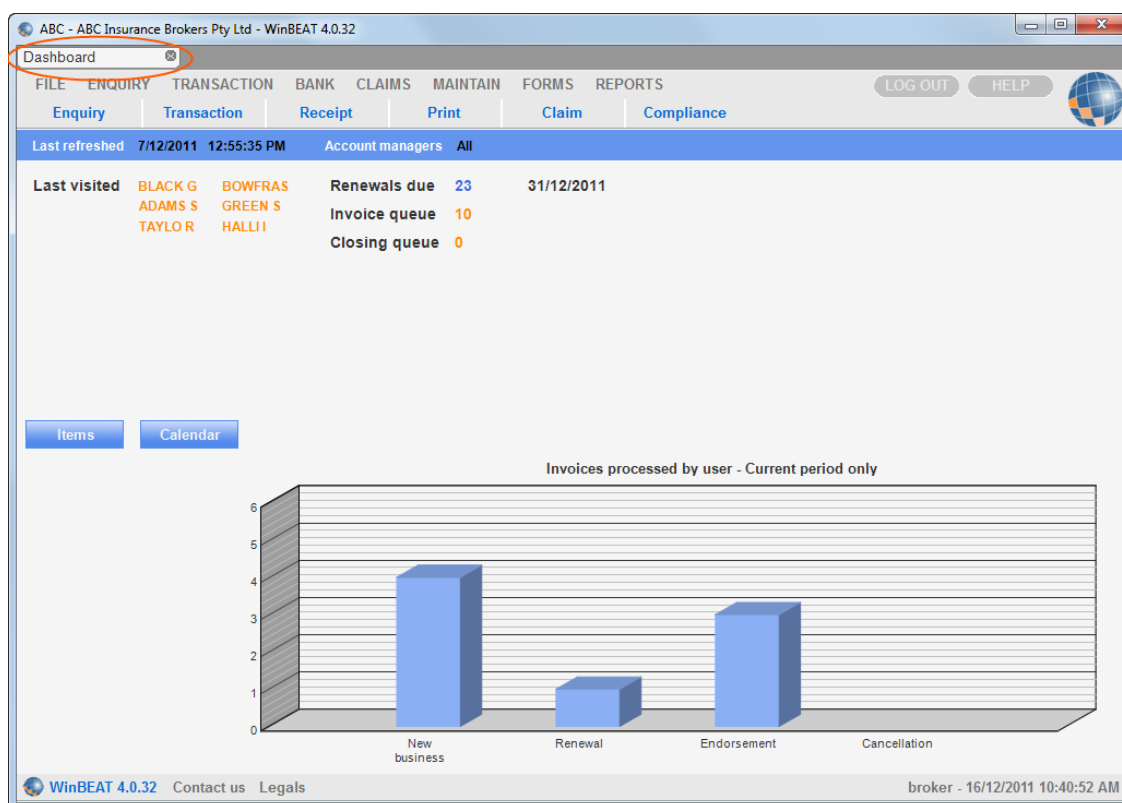 ABC - ABC Insurance Brokers Pty Ltd - WinBEAT 4.0.32
Dashboard
FILE ENQUIRY TRANSACTION BANK CLAIMS MAINTAIN FORMS REPORTS LOG OUT HELP
Enquiry Transaction Receipt Print Claim Compliance
Last refreshed 7/12/2011 12:55:35 PM Account managers All
Last visited BLACK G BOWFRAS Renewals due 23 31/12/2011
ADAMS S GREEN S Invoice queue 10
TAYLO R HALLI I Closing queue 0
Items Calendar
Invoices processed by user - Current period only
6
5
4
3
2
1
0
New business Renewal Endorsement Cancellation
WinBEAT 4.0.32 Contact us Legals broker - 16/12/2011 10:40:52 AM